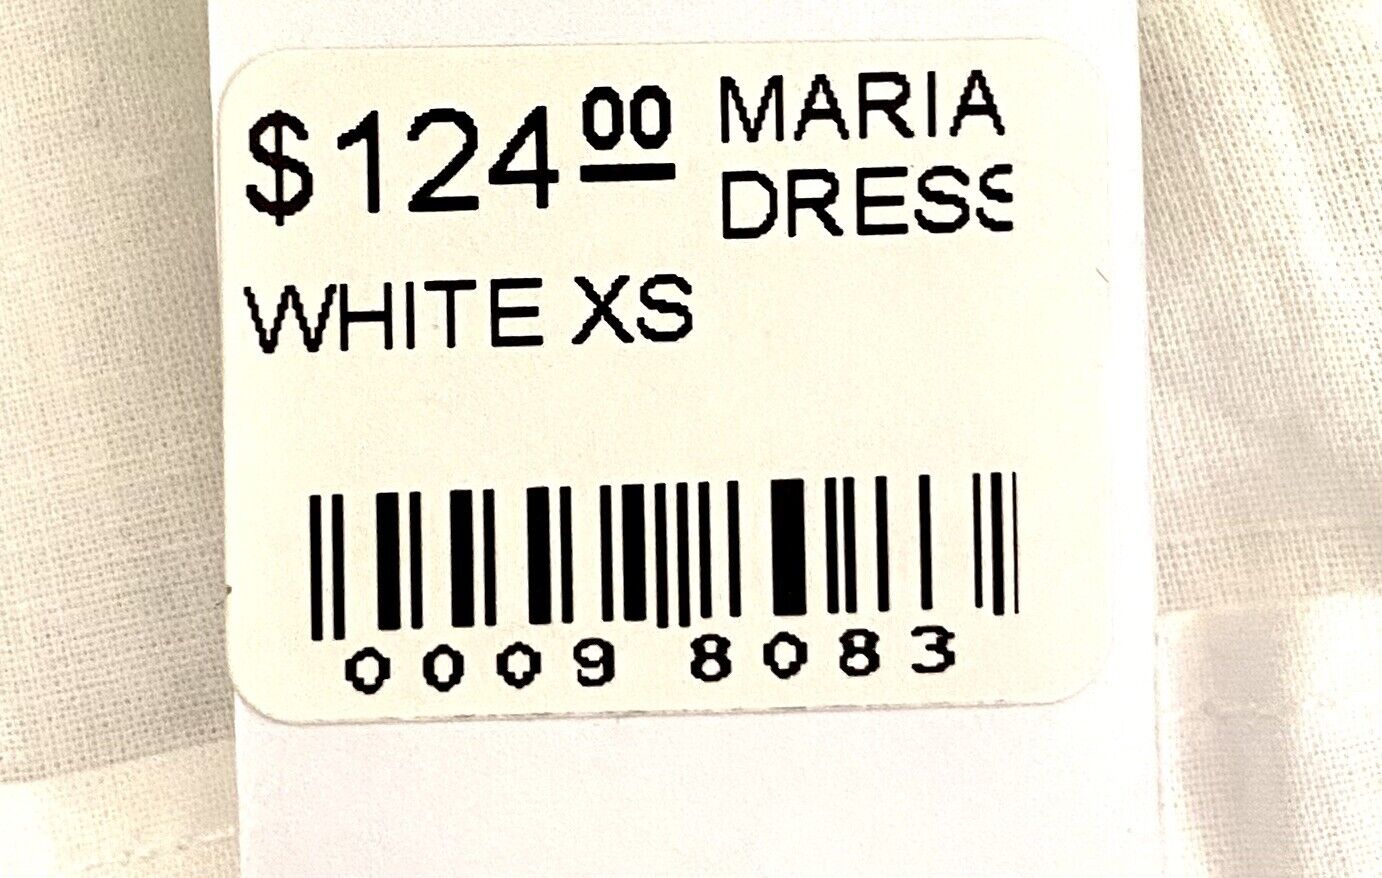 $124.00 MARIA
DRESS
WHITE XS
0009 8083